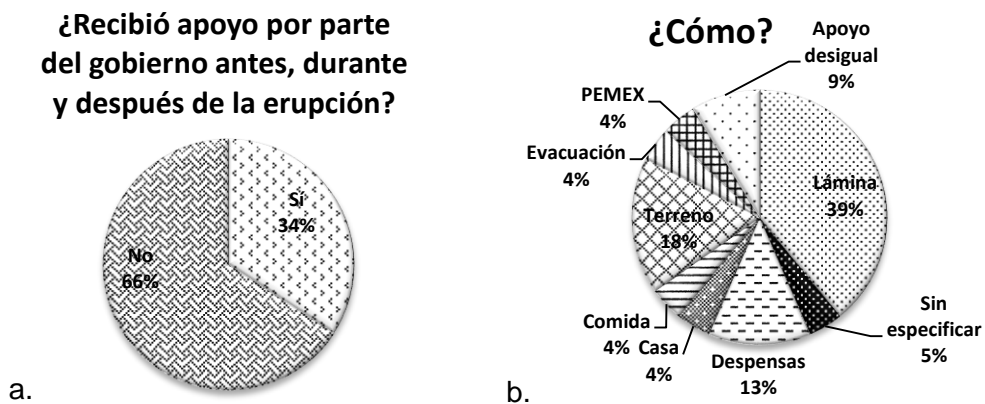 ¿Recibió apoyo por parte
del gobierno antes, durante
y después de la erupción?
Sí
34%
No
66%
a.
¿Cómo?
Apoyo
desigual
9%
PEMEX
4%
Evacuación
4%
Terreno
18%
Lámina
39%
Comida
4%
Casa
4%
Despensas
13%
Sin
especificar
5%
b.